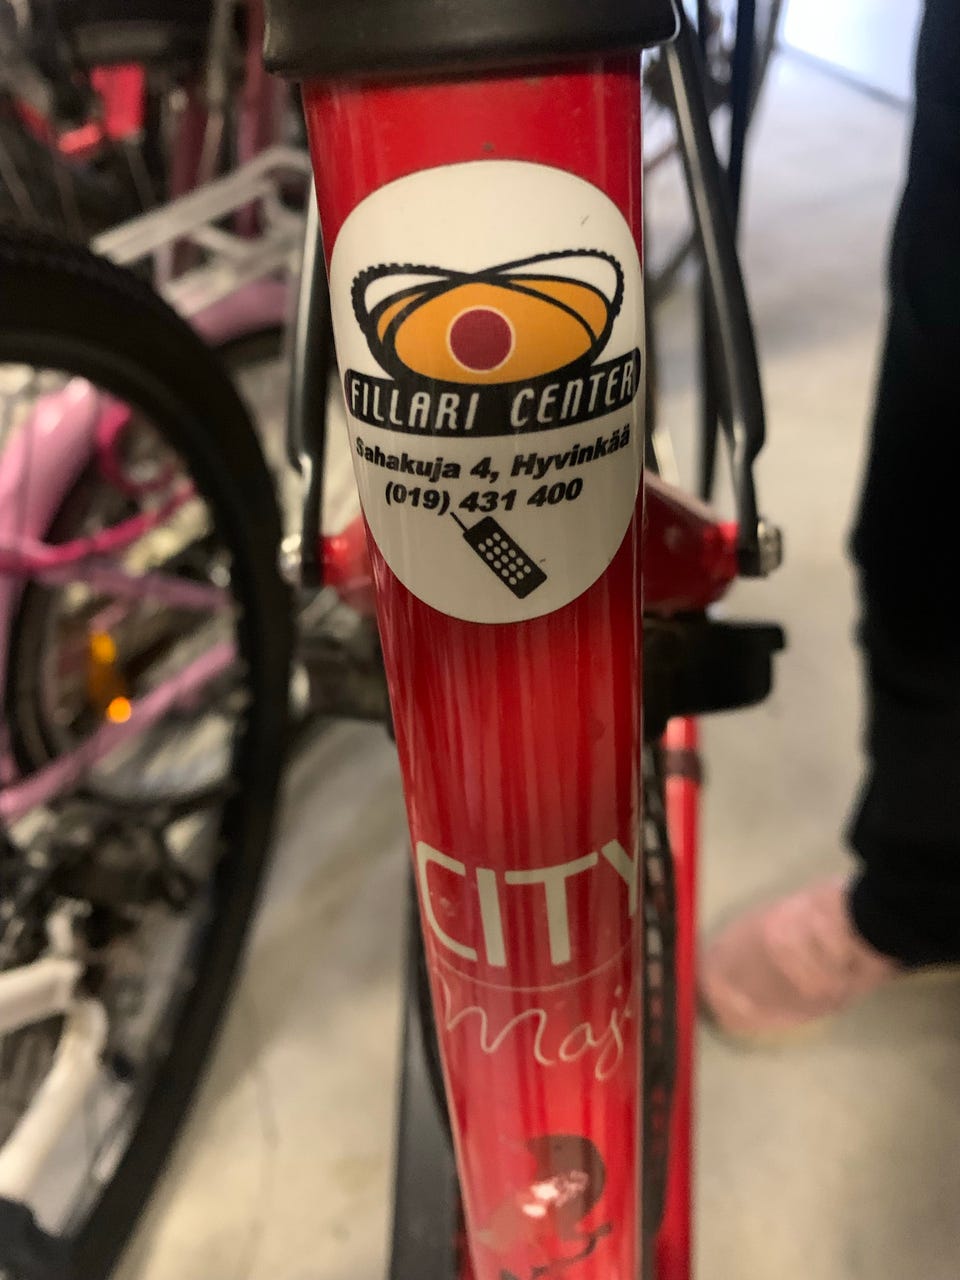 FILLARI CENTER
Sahakuja 4, Hyvinkää
(019) 431 400
CITY